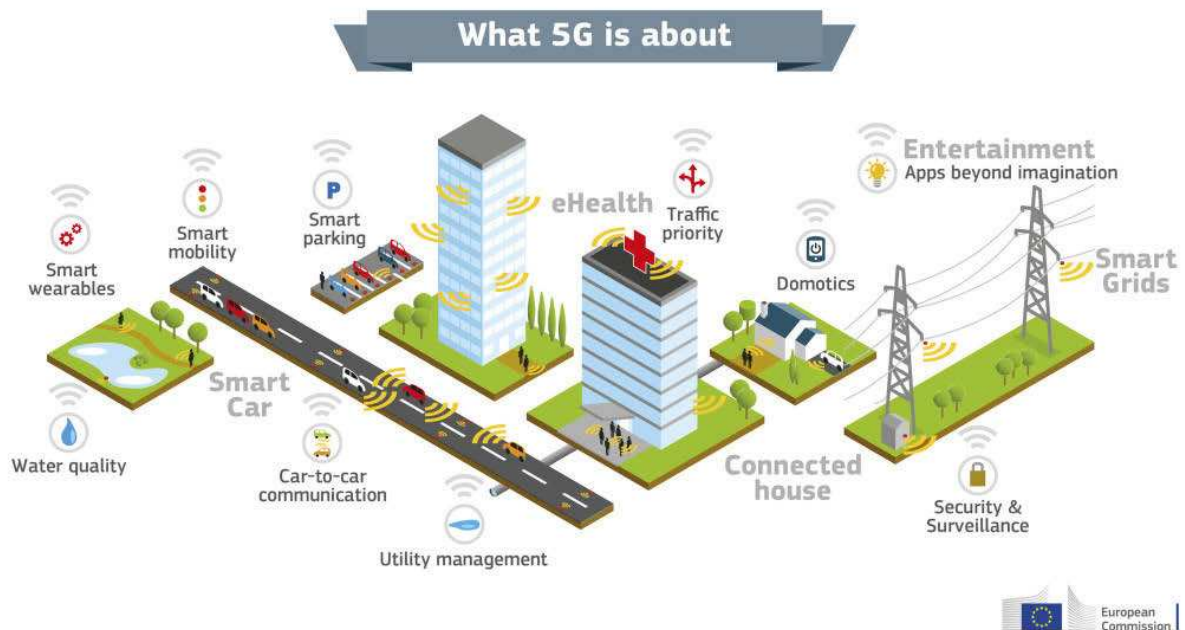 What 5G is about
Entertainment
Apps beyond imagination
P
Smart
parking
eHealth
Traffic
priority
Smart
mobility
Smart
wearables
Domotics
Smart
Grids
Smart
Car
Water quality
Car-to-car
communication
Connected
house
Security &
Surveillance
Utility management
European
Commission